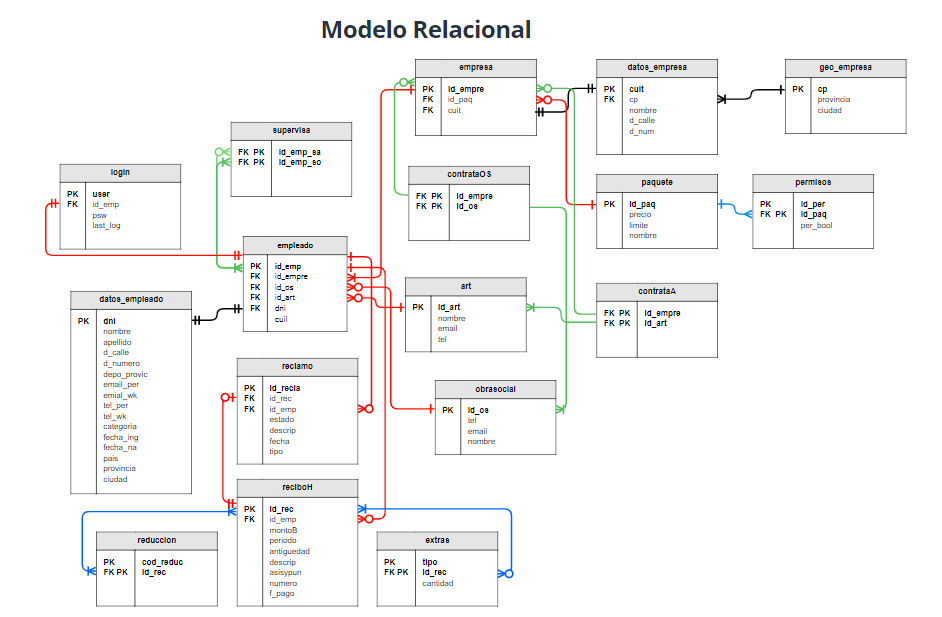 Modelo Relacional
empresa
PK id_empre
FK id_paq
FK cuit
datos_empresa
PK cuit
FK cp
nombre
d_calle
d_num
geo_empresa
PK cp
provincia
ciudad
supervisa
FK PK id_emp_sa
FK PK id_emp_so
login
PK user
FK id_emp
psw
last_log
contrataOS
FK PK id_empre
FK PK id_os
paquete
PK id_paq
precio
limite
nombre
permisos
PK id_per
FK PK id_paq
per_bool
empleado
PK id_emp
FK id_empre
FK id_os
FK id_art
FK dni
cuil
art
PK id_art
nombre
email
tel
contrataA
FK PK id_empre
FK PK id_art
datos_empleado
PK dni
nombre
apellido
d_calle
d_numero
depo_provic
email_per
emial_wk
tel_per
tel_wk
categoria
fecha_ing
fecha_na
pais
provincia
ciudad
reclamo
PK id_recla
FK id_rec
FK id_emp
estado
descrip
fecha
tipo
obrasocial
PK id_os
tel
email
nombre
reciboH
PK id_rec
FK id_emp
montoB
periodo
antiguedad
descrip
asisypun
numero
f_pago
reduccion
PK cod_reduc
FK PK id_rec
extras
PK tipo
FK PK id_rec
cantidad